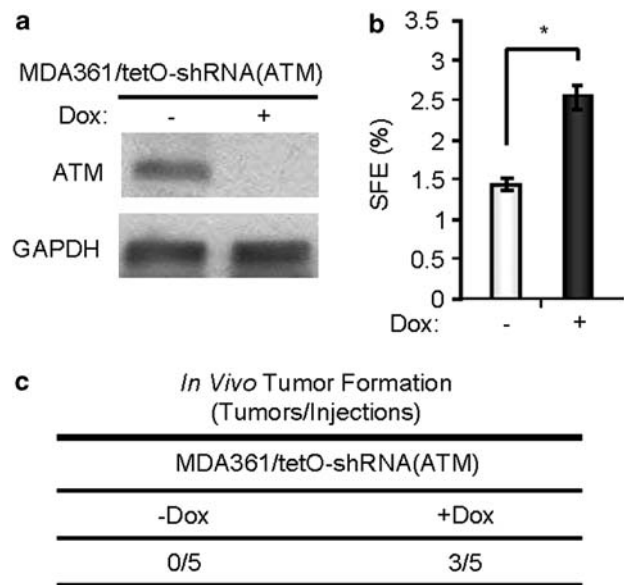 a
MDA361/tetO-shRNA(ATM)
Dox: - +
ATM
GAPDH
b
*
3.5
3
2.5
2
1.5
1
0.5
0
SFE (%)
Dox: - +
c
In Vivo Tumor Formation
(Tumors/Injections)
MDA361/tetO-shRNA(ATM)
-Dox +Dox
0/5 3/5